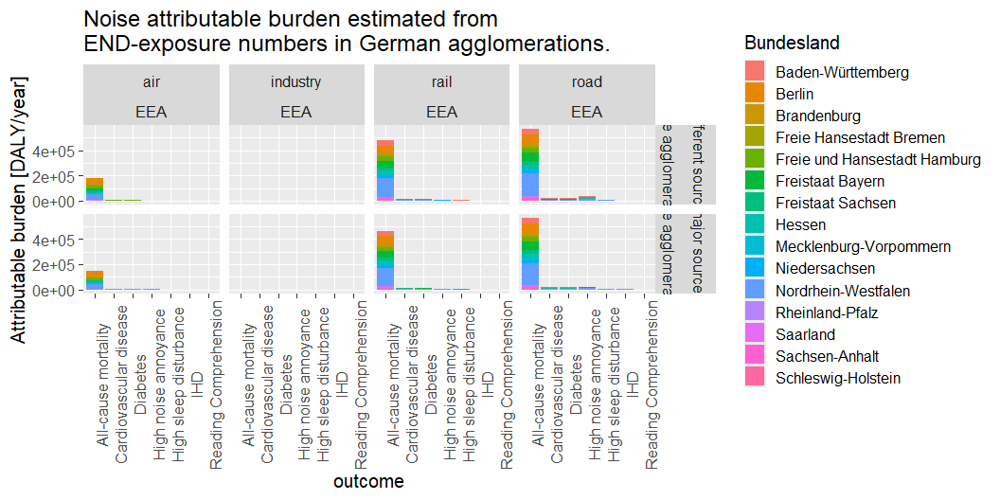 Noise attributable burden estimated from
END-exposure numbers in German agglomerations.
Attributable burden [DALY/year]
air
industry
rail
road
EEA
EEA
EEA
EEA
4e+05
2e+05
0e+00
4e+05
2e+05
0e+00
sourc
agglomera
major source
agglomera
All-cause mortality
Cardiovascular disease
Diabetes
High noise annoyance
High sleep disturbance
IHD
Reading Comprehension
All-cause mortality
Cardiovascular disease
Diabetes
High noise annoyance
High sleep disturbance
IHD
Reading Comprehension
All-cause mortality
Cardiovascular disease
Diabetes
High noise annoyance
High sleep disturbance
IHD
Reading Comprehension
All-cause mortality
Cardiovascular disease
Diabetes
High noise annoyance
High sleep disturbance
IHD
Reading Comprehension
outcome
Bundesland
Baden-Württemberg
Berlin
Brandenburg
Freie Hansestadt Bremen
Freie und Hansestadt Hamburg
Freistaat Bayern
Freistaat Sachsen
Hessen
Mecklenburg-Vorpommern
Niedersachsen
Nordrhein-Westfalen
Rheinland-Pfalz
Saarland
Sachsen-Anhalt
Schleswig-Holstein